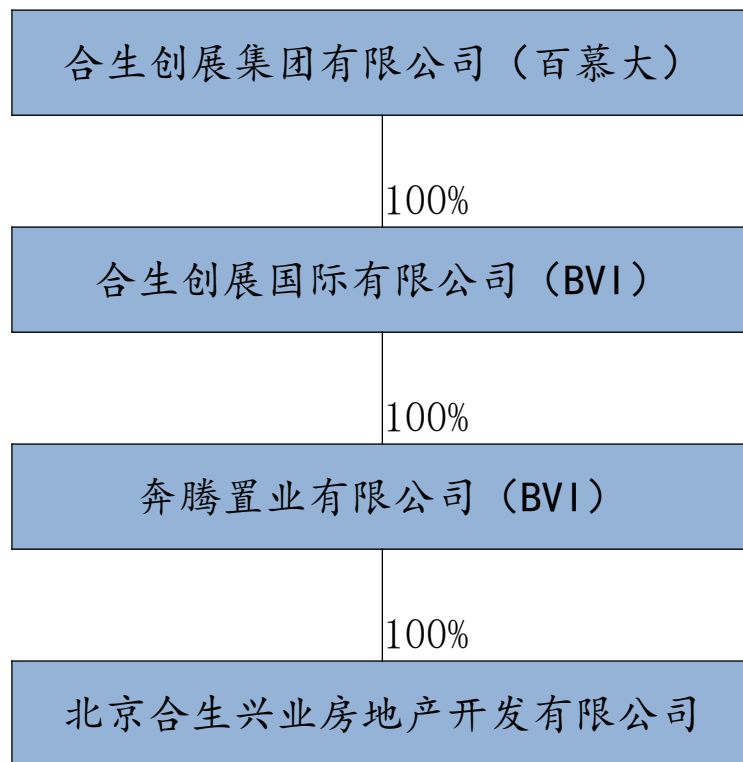 合生创展集团有限公司（百慕大）
100%
合生创展国际有限公司（BVI）
100%
奔腾置业有限公司（BVI）
100%
北京合生兴业房地产开发有限公司